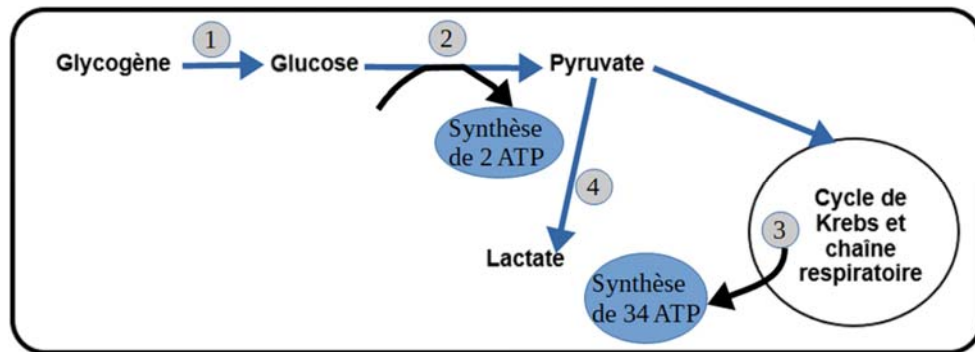 1
2
Glycogène
Glucose
Pyruvate
Synthèse
de 2 ATP
4
Cycle de
Krebs et
3
chaîne
respiratoire
Lactate
Synthèse
de 34 ATP